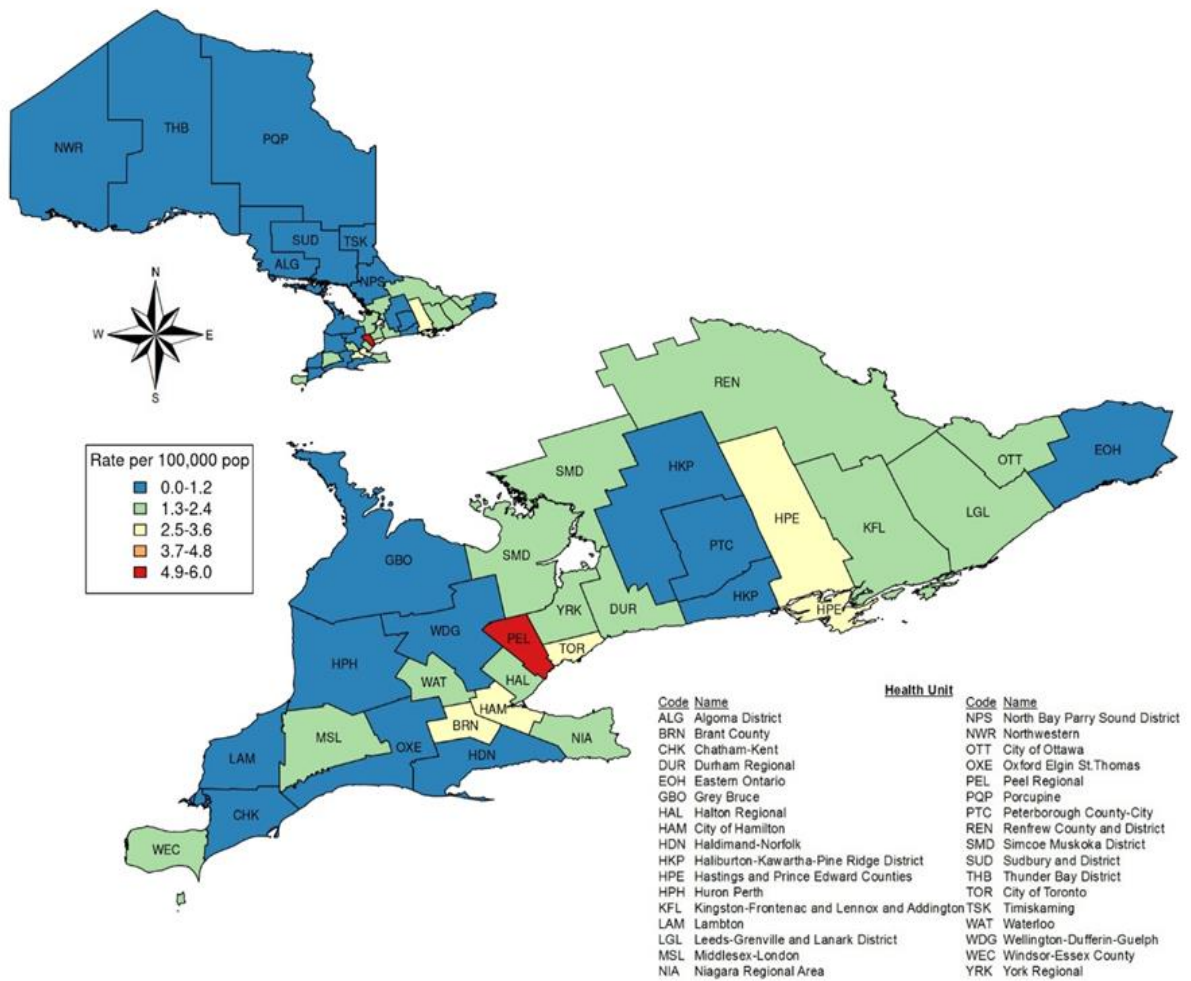 NWR
THB
PQP
SUD
TSK
ALG
NPS
N
W
E
S
Rate per 100,000 pop
0.0-1.2
1.3-2.4
2.5-3.6
3.7-4.8
4.9-6.0
REN
SMD
HKP
OTT
EOH
HPE
KFL
LGL
PTC
SMD
GBO
HKP
HPE
YRK
DUR
WDG
PEL
TOR
HPH
WAT
HAL
HAM
BRN
NIA
MSL
OXE
HDN
LAM
CHK
WEC
Health Unit
Code Name
ALG Algoma District
BRN Brant County
CHK Chatham-Kent
DUR Durham Regional
EOH Eastern Ontario
GBO Grey Bruce
HAL Halton Regional
HAM City of Hamilton
HDN Haldimand-Norfolk
HKP Haliburton-Kawartha-Pine Ridge District
HPE Hastings and Prince Edward Counties
HPH Huron Perth
KFL Kingston-Frontenac and Lennox and Addington
LAM Lambton
LGL Leeds-Grenville and Lanark District
MSL Middlesex-London
NIA Niagara Regional Area
Code Name
NPS North Bay Parry Sound District
NWR Northwestern
OTT City of Ottawa
OXE Oxford Elgin St.Thomas
PEL Peel Regional
PQP Porcupine
PTC Peterborough County-City
REN Renfrew County and District
SMD Simcoe Muskoka District
SUD Sudbury and District
THB Thunder Bay District
TOR City of Toronto
TSK Timiskaming
WAT Waterloo
WDG Wellington-Dufferin-Guelph
WEC Windsor-Essex County
YRK York Regional